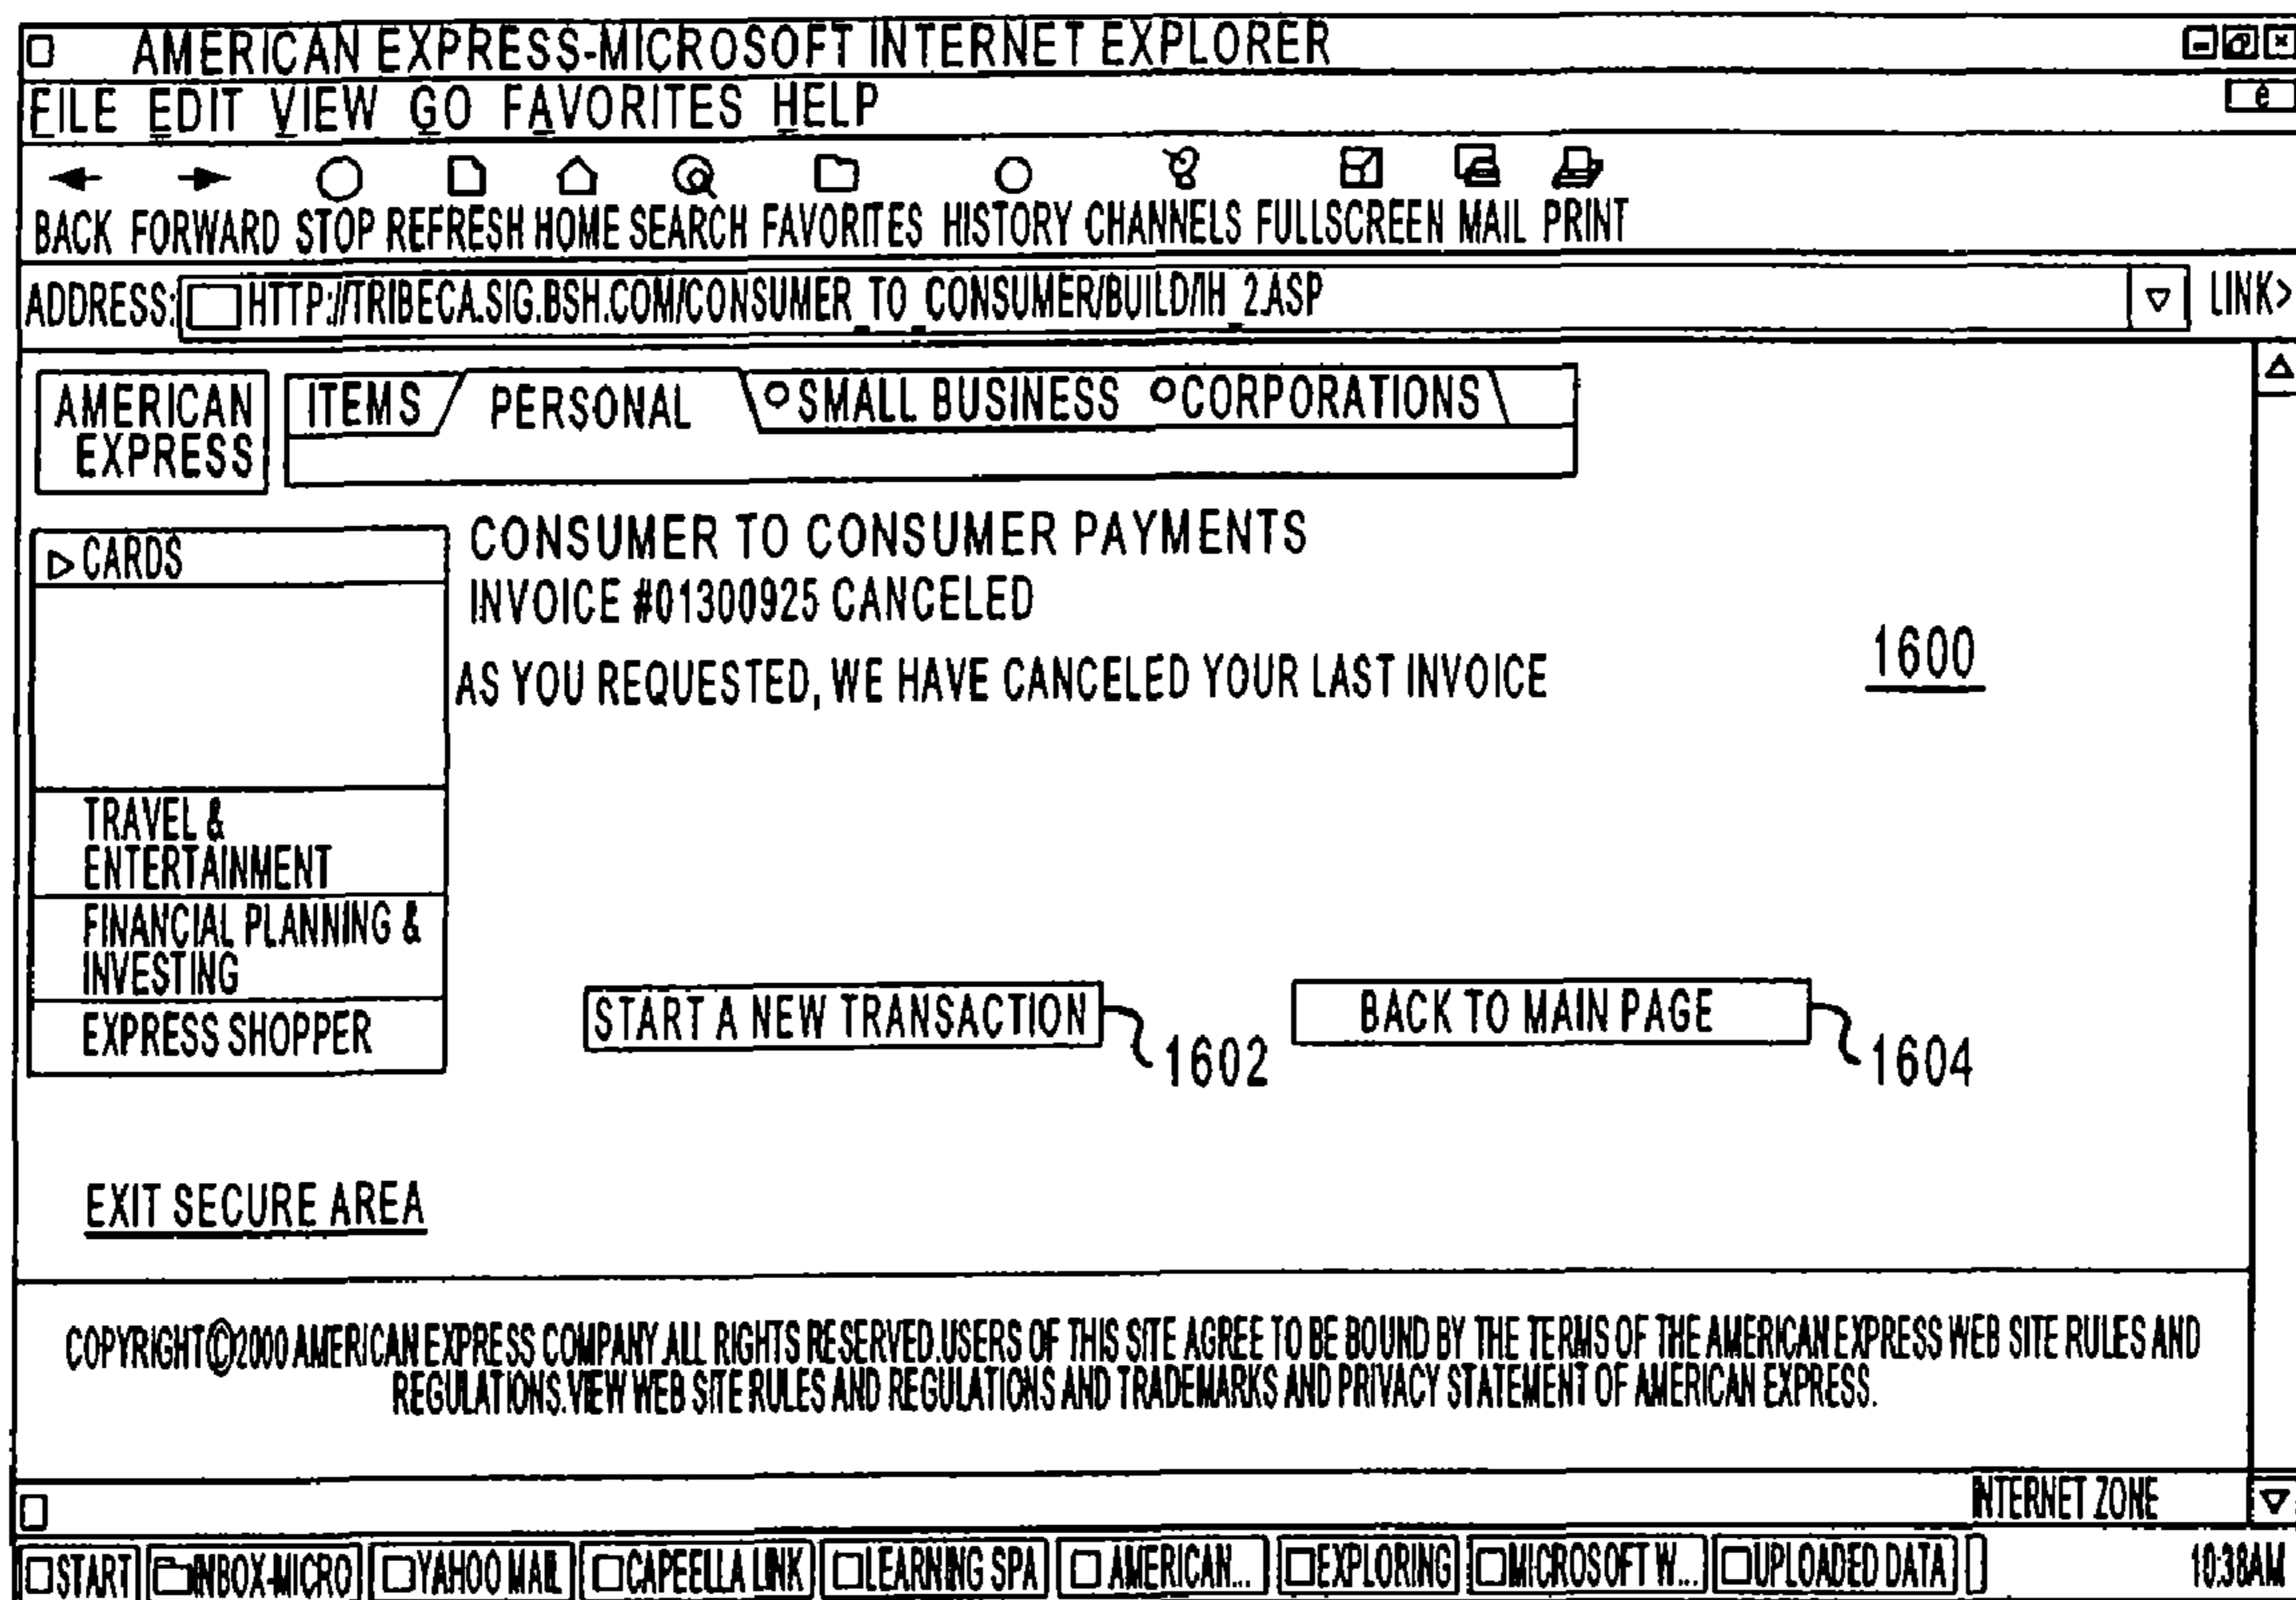 AMERICAN EXPRESS-MICROSOFT INTERNET EXPLORER
FILE EDIT VIEW GO FAVORITES HELP
BACK FORWARD STOP REFRESH HOME SEARCH FAVORITES HISTORY CHANNELS FULLSCREEN MAIL PRINT
ADDRESS: HTTP://TRIBECA.SIG.BSH.COM/CONSUMER_TO_CONSUMER/BUILD/IH_2.ASP LINK>
AMERICAN
EXPRESS
ITEMS PERSONAL SMALL BUSINESS CORPORATIONS
CONSUMER TO CONSUMER PAYMENTS
INVOICE #01300925 CANCELED
AS YOU REQUESTED, WE HAVE CANCELED YOUR LAST INVOICE
1600
CARDS
TRAVEL &
ENTERTAINMENT
FINANCIAL PLANNING &
INVESTING
EXPRESS SHOPPER
START A NEW TRANSACTION
1602
BACK TO MAIN PAGE
1604
EXIT SECURE AREA
COPYRIGHT©2000 AMERICAN EXPRESS COMPANY.ALL RIGHTS RESERVED.USERS OF THIS SITE AGREE TO BE BOUND BY THE TERMS OF THE AMERICAN EXPRESS WEB SITE RULES AND
REGULATIONS.VIEW WEB SITE RULES AND REGULATIONS AND TRADEMARKS AND PRIVACY STATEMENT OF AMERICAN EXPRESS.
INTERNET ZONE
START INBOX-MICRO YAHOO MAIL CAPEELLA LINK LEARNING SPA AMERICAN... EXPLORING MICROSOFT W... UPLOADED DATA 10:38AM